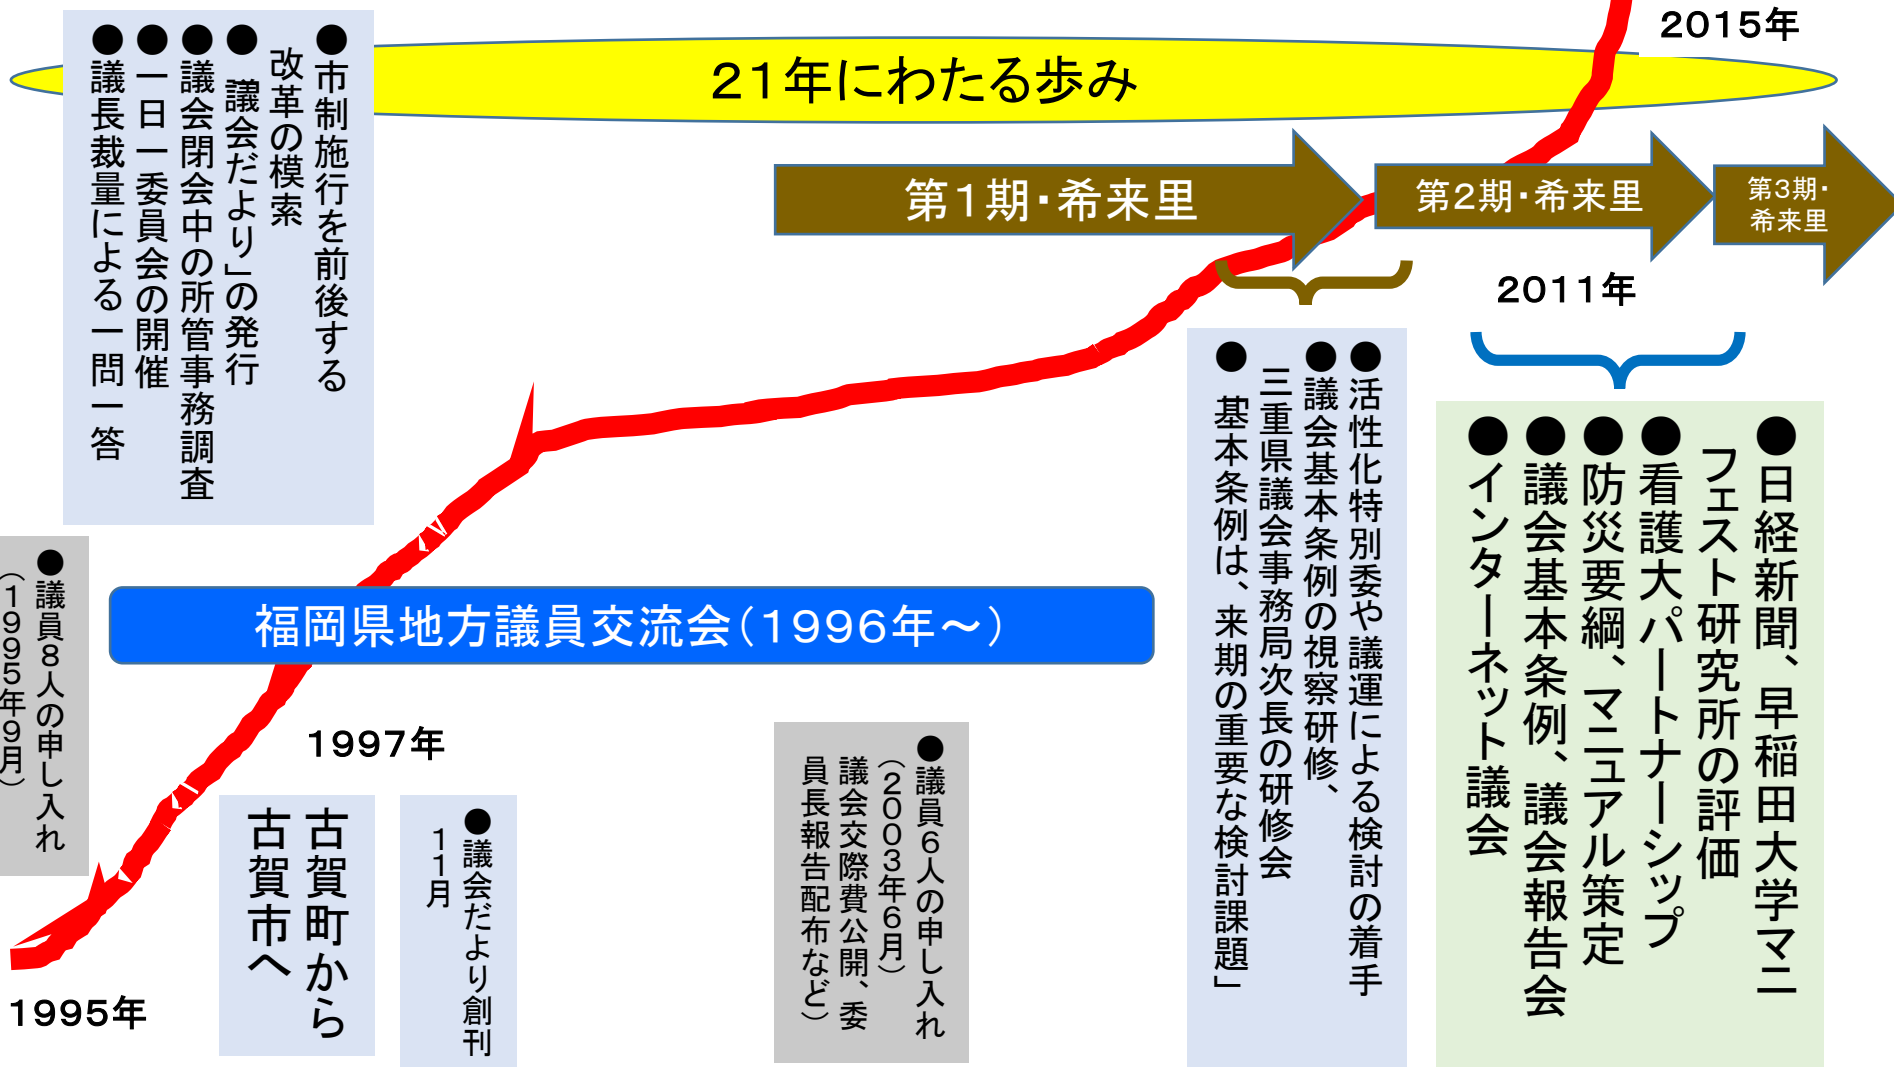 2015年
21年にわたる歩み
●市制施行を前後する
改革の模索
●「議会だより」の発行
●議会閉会中の所管事務調査
●一日一委員会の開催
●議長裁量による一問一答
第1期・希来里
第2期・希来里
第3期・
希来里
2011年
●議員8人の申し入れ
（1995年9月）
福岡県地方議員交流会（1996年～）
●活性化特別委や議運による検討の着手
●議会基本条例の視察研修、
三重県議会事務局次長の研修会
●「基本条例は、来期の重要な検討課題」
●日経新聞、早稲田大学マニ
フェスト研究所の評価
●看護大パートナーシップ
●防災要綱、マニュアル策定
●議会基本条例、議会報告会
●インターネット議会
1997年
古賀町から
古賀市へ
●議会だより創刊
11月
●議員6人の申し入れ
（2003年6月）
議会交際費公開、委
員長報告配布など）
1995年